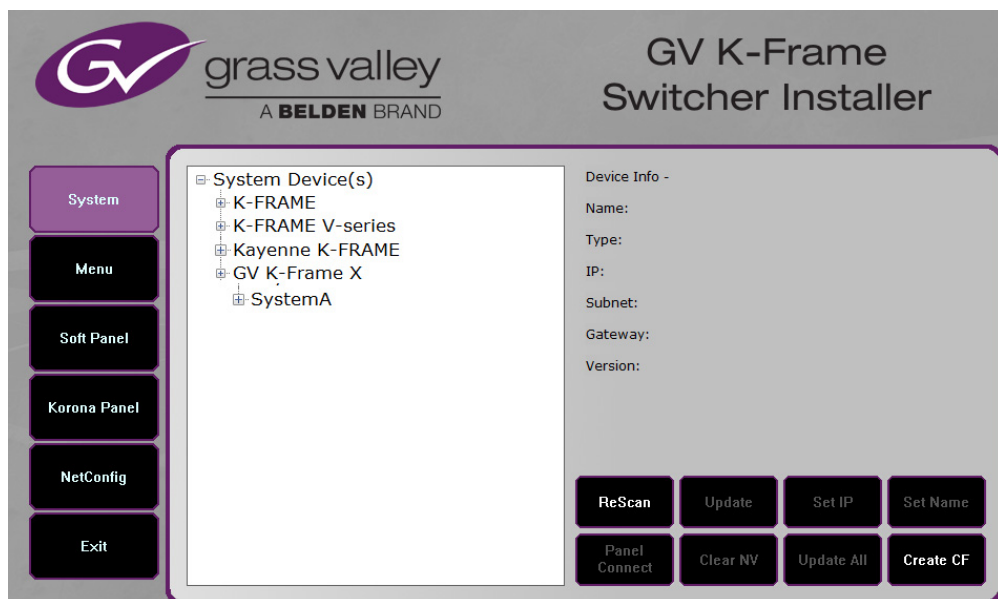 GV
grass valley
A BELDEN BRAND
GV K-Frame
Switcher Installer
System
Menu
Soft Panel
Korona Panel
NetConfig
Exit
System Device(s)
K-FRAME
K-FRAME V-series
Kayenne K-FRAME
GV K-Frame X
SystemA
Device Info -
Name:
Type:
IP:
Subnet:
Gateway:
Version:
ReScan
Update
Set IP
Set Name
Panel
Connect
Clear NV
Update All
Create CF